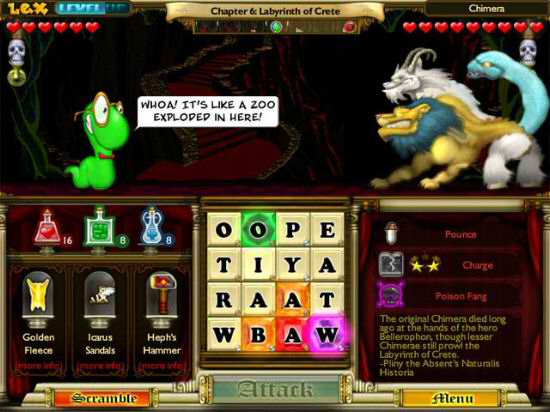 LEX LEVEL UP
Chapter 6: Labyrinth of Crete
Chimera
WHOA! IT'S LIKE A ZOO
EXPLODED IN HERE!
16
8
8
Golden
Fleece
(more info)
Icarus
Sandals
(more info)
Heph's
Hammer
(more info)
O O P E
T I Y A
R A A T
W B A W
Pounce
Charge
Poison Fang
The original Chimera died long
ago at the hands of the hero
Bellerophon, though lesser
Chimerae still prowl the
Labyrinth of Crete.
-Pliny the Absent's Naturalis
Historia
Scramble
Attack
Menu